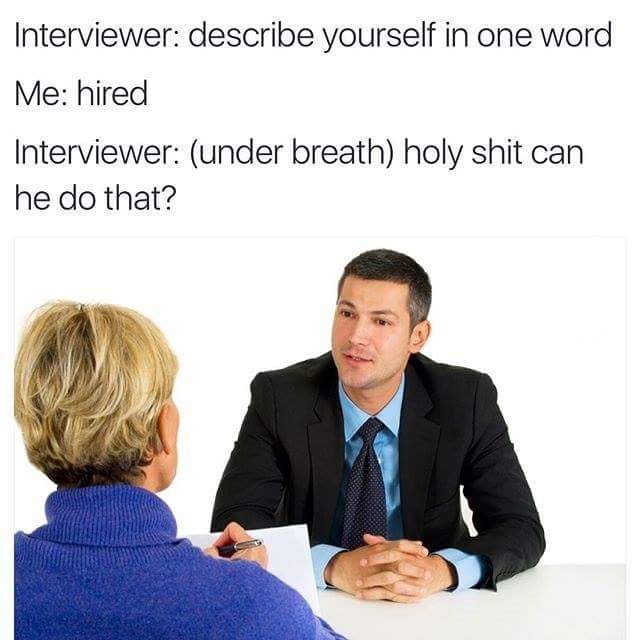 Interviewer: describe yourself in one word
Me: hired
Interviewer: (under breath) holy shit can
he do that?